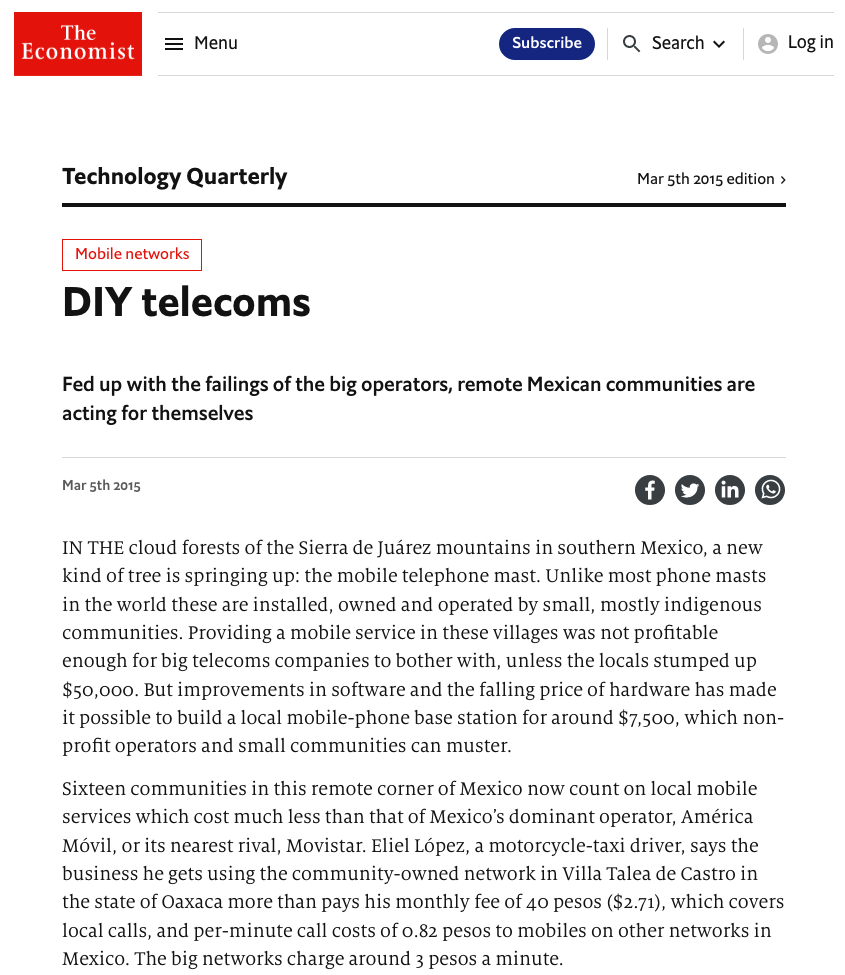 The
Economist
Menu
Subscribe
Search
Log in
Technology Quarterly
Mar 5th 2015 edition ›
Mobile networks
DIY telecoms
Fed up with the failings of the big operators, remote Mexican communities are
acting for themselves
Mar 5th 2015
IN THE cloud forests of the Sierra de Juárez mountains in southern Mexico, a new
kind of tree is springing up: the mobile telephone mast. Unlike most phone masts
in the world these are installed, owned and operated by small, mostly indigenous
communities. Providing a mobile service in these villages was not profitable
enough for big telecoms companies to bother with, unless the locals stumped up
$50,000. But improvements in software and the falling price of hardware has made
it possible to build a local mobile-phone base station for around $7,500, which non-
profit operators and small communities can muster.
Sixteen communities in this remote corner of Mexico now count on local mobile
services which cost much less than that of Mexico’s dominant operator, América
Móvil, or its nearest rival, Movistar. Eliel López, a motorcycle-taxi driver, says the
business he gets using the community-owned network in Villa Talea de Castro in
the state of Oaxaca more than pays his monthly fee of 40 pesos ($2.71), which covers
local calls, and per-minute call costs of 0.82 pesos to mobiles on other networks in
Mexico. The big networks charge around 3 pesos a minute.